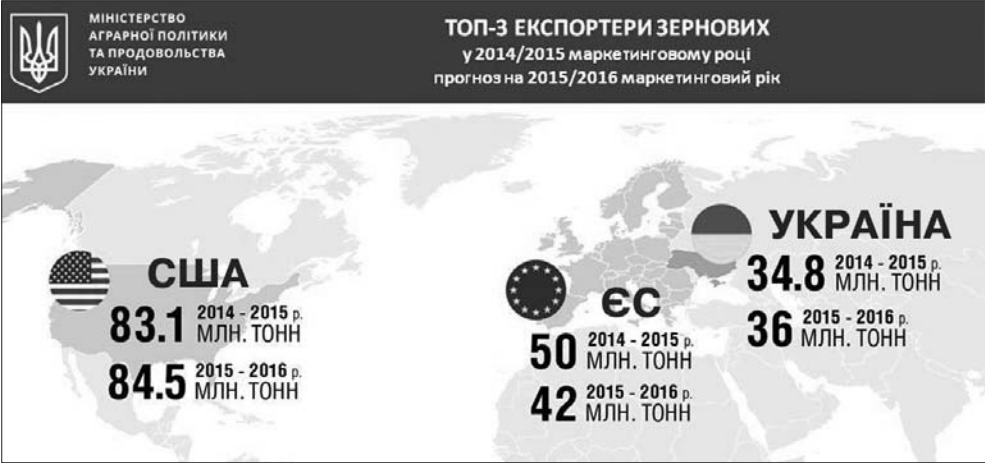 МІНІСТЕРСТВО
АГРАРНОЇ ПОЛІТИКИ
ТА ПРОДОВОЛЬСТВА
УКРАЇНИ
ТОП-3 ЕКСПОРТЕРИ ЗЕРНОВИХ
у 2014/2015 маркетинговому році
прогноз на 2015/2016 маркетинговий рік
США
83.1 2014 - 2015 р.
МЛН. ТОНН
84.5 2015 - 2016 р.
МЛН. ТОНН
ЄС
50 2014 - 2015 р.
МЛН. ТОНН
42 2015 - 2016 р.
МЛН. ТОНН
УКРАЇНА
34.8 2014 - 2015 р.
МЛН. ТОНН
36 2015 - 2016 р.
МЛН. ТОНН